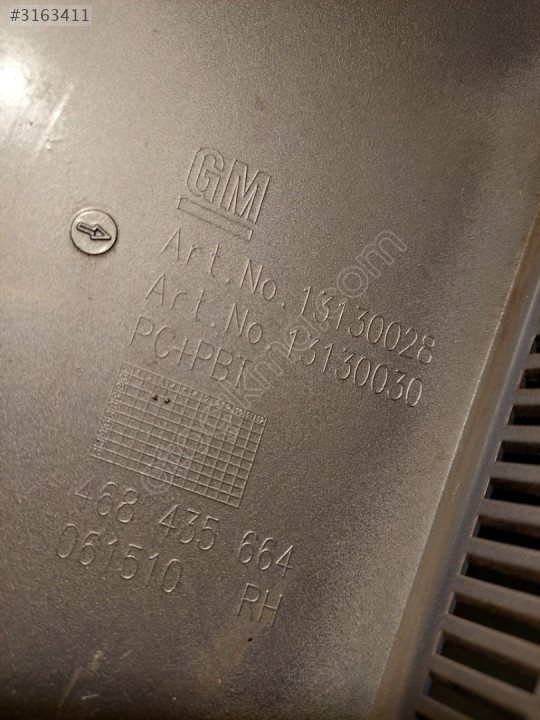 #3163411
GM
Art.No. 13130028
Art.No. 13130030
PC+PBT
468 435 664
061510 RH